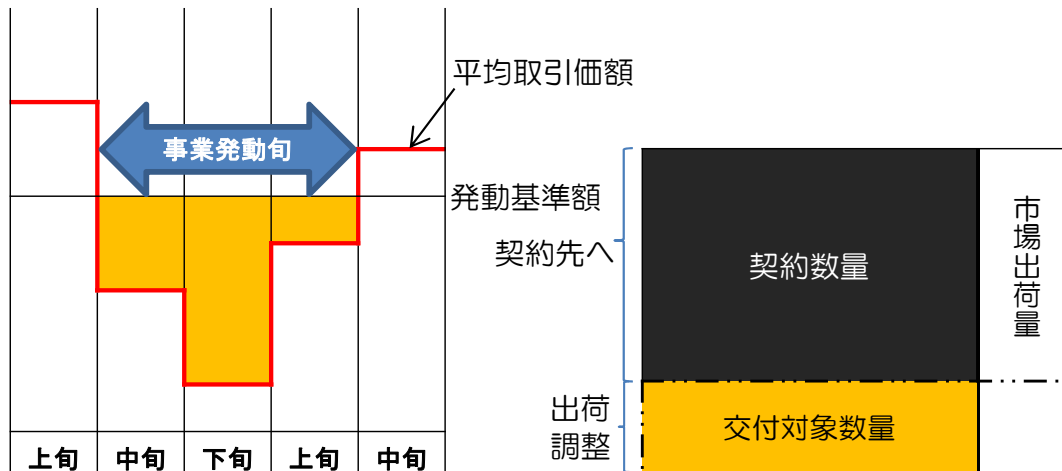 平均取引価額
事業発動旬
発動基準額
契約先へ
契約数量
市場出荷量
出荷
調整
交付対象数量
上旬
中旬
下旬
上旬
中旬